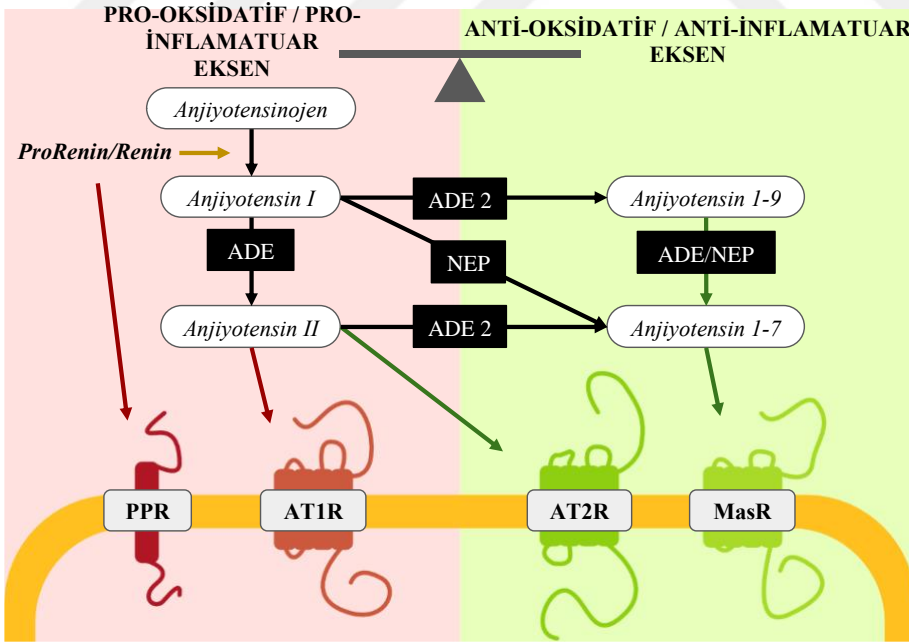 PRO-OKSİDATİF / PRO-
İNFLAMATUAR
EKSEN
ANTİ-OKSİDATİF / ANTİ-İNFLAMATUAR
EKSEN
Anjiyotensinojen
ProRenin/Renin
Anjiyotensin I
ADE 2
Anjiyotensin 1-9
ADE
NEP
ADE/NEP
Anjiyotensin II
ADE 2
Anjiyotensin 1-7
PPR
AT1R
AT2R
MasR